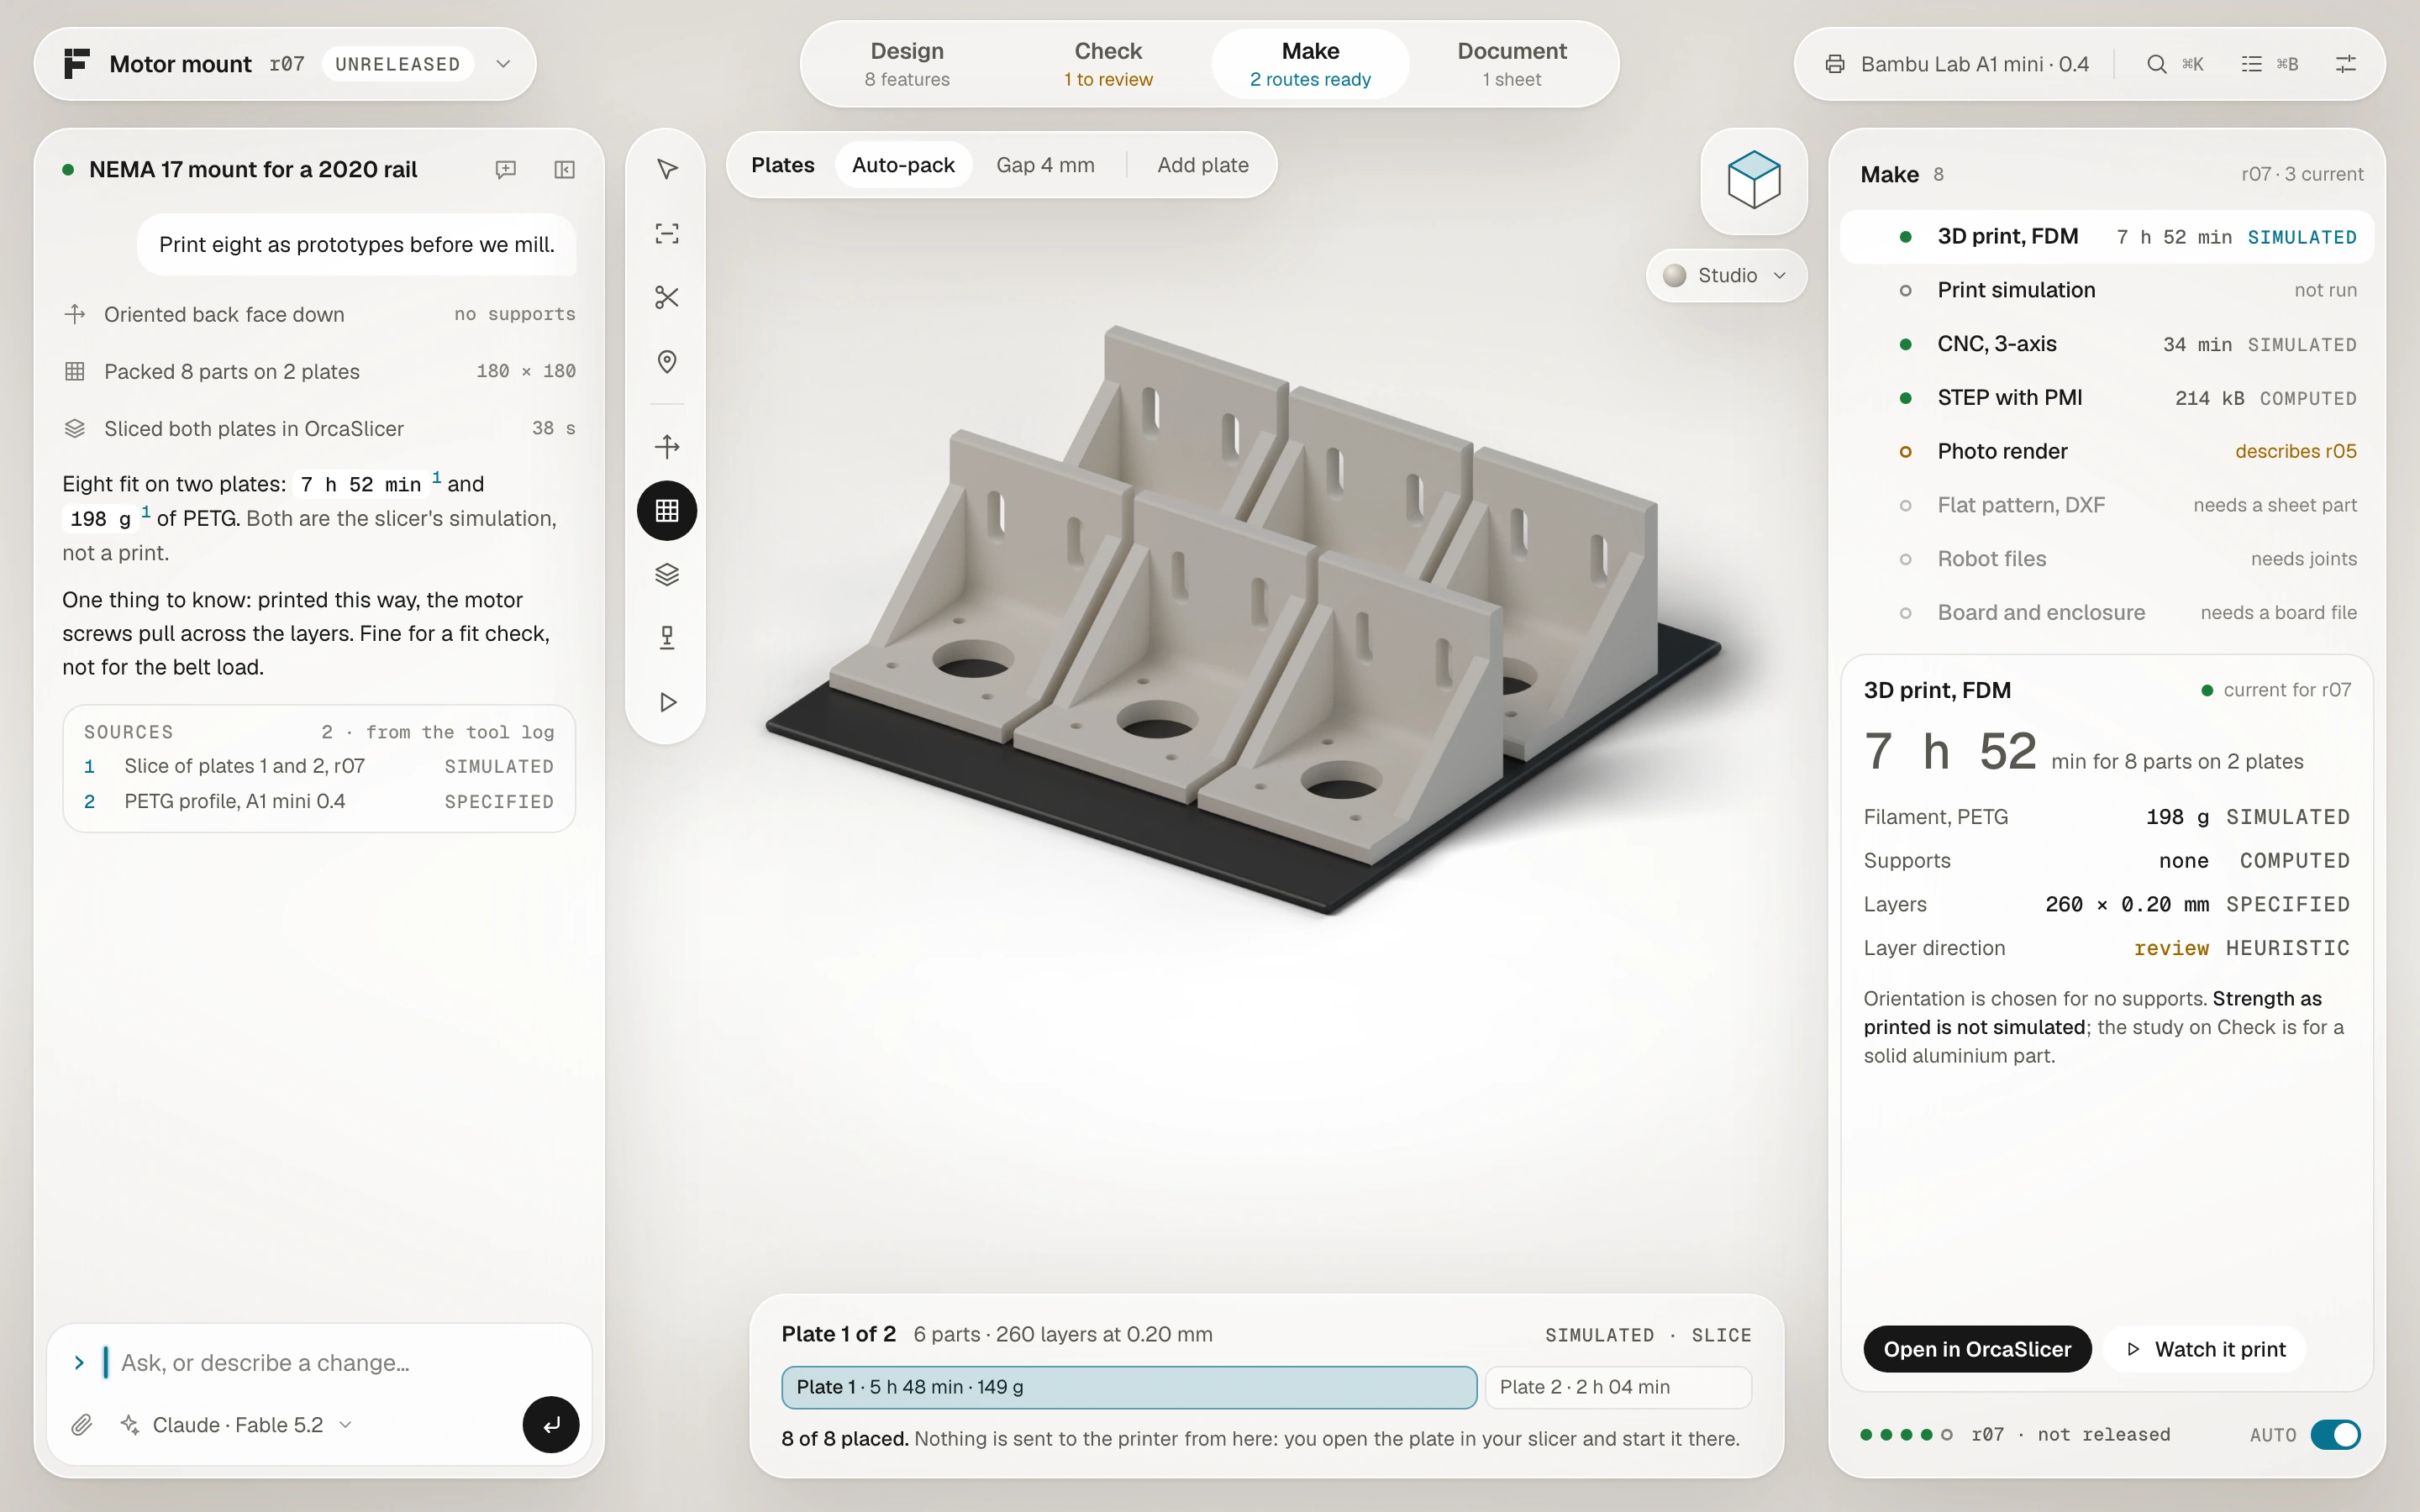 Motor mount r07 UNRELEASED
Design
8 features
Check
1 to review
Make
2 routes ready
Document
1 sheet
Bambu Lab A1 mini · 0.4
⌘K
⌘B
NEMA 17 mount for a 2020 rail
Print eight as prototypes before we mill.
Oriented back face down no supports
Packed 8 parts on 2 plates 180 × 180
Sliced both plates in OrcaSlicer 38 s
Eight fit on two plates: 7 h 52 min 1 and
198 g 1 of PETG. Both are the slicer's simulation,
not a print.
One thing to know: printed this way, the motor
screws pull across the layers. Fine for a fit check,
not for the belt load.
SOURCES 2 · from the tool log
1 Slice of plates 1 and 2, r07 SIMULATED
2 PETG profile, A1 mini 0.4 SPECIFIED
Ask, or describe a change...
Claude · Fable 5.2
Plates Auto-pack Gap 4 mm Add plate
Studio
Plate 1 of 2 6 parts · 260 layers at 0.20 mm SIMULATED · SLICE
Plate 1 · 5 h 48 min · 149 g Plate 2 · 2 h 04 min
8 of 8 placed. Nothing is sent to the printer from here: you open the plate in your slicer and start it there.
Make 8 r07 · 3 current
3D print, FDM 7 h 52 min SIMULATED
Print simulation not run
CNC, 3-axis 34 min SIMULATED
STEP with PMI 214 kB COMPUTED
Photo render describes r05
Flat pattern, DXF needs a sheet part
Robot files needs joints
Board and enclosure needs a board file
3D print, FDM current for r07
7 h 52 min for 8 parts on 2 plates
Filament, PETG 198 g SIMULATED
Supports none COMPUTED
Layers 260 × 0.20 mm SPECIFIED
Layer direction review HEURISTIC
Orientation is chosen for no supports. Strength as
printed is not simulated; the study on Check is for a
solid aluminium part.
Open in OrcaSlicer Watch it print
r07 · not released AUTO